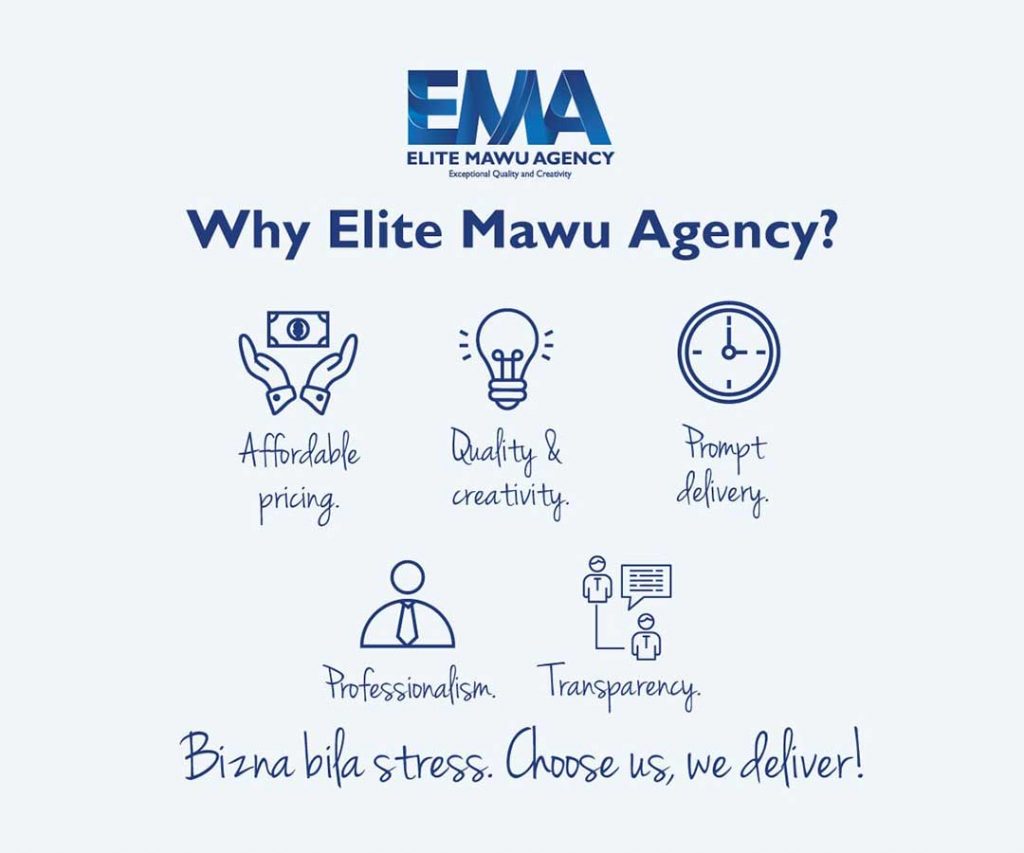 EMA
ELITE MAWU AGENCY
Exceptional Quality and Creativity
Why Elite Mawu Agency?
Affordable
pricing.
Quality &
creativity.
Prompt
delivery.
Professionalism.
Transparency.
Bizna bila stress. Choose us, we deliver!